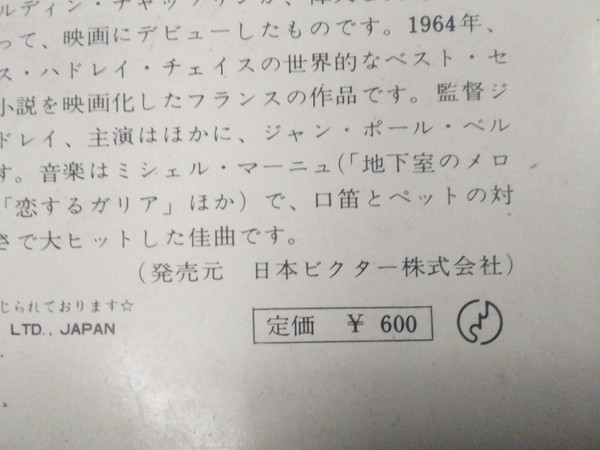 ルディン・チャップリンが、
って、映画にデビューしたものです。1964年、
ス・ハドレイ・チェイスの世界的なベスト・セ
小説を映画化したフランスの作品です。監督ジ
ドレイ、主演はほかに、ジャン・ポール・ベル
す。音楽はミシェル・マーニュ(「地下室のメロ
「恋するガリア」ほか)で、口笛とペットの対
さで大ヒットした佳曲です。
(発売元 日本ビクター株式会社)
じられております☆
LTD., JAPAN
定価 ¥ 600